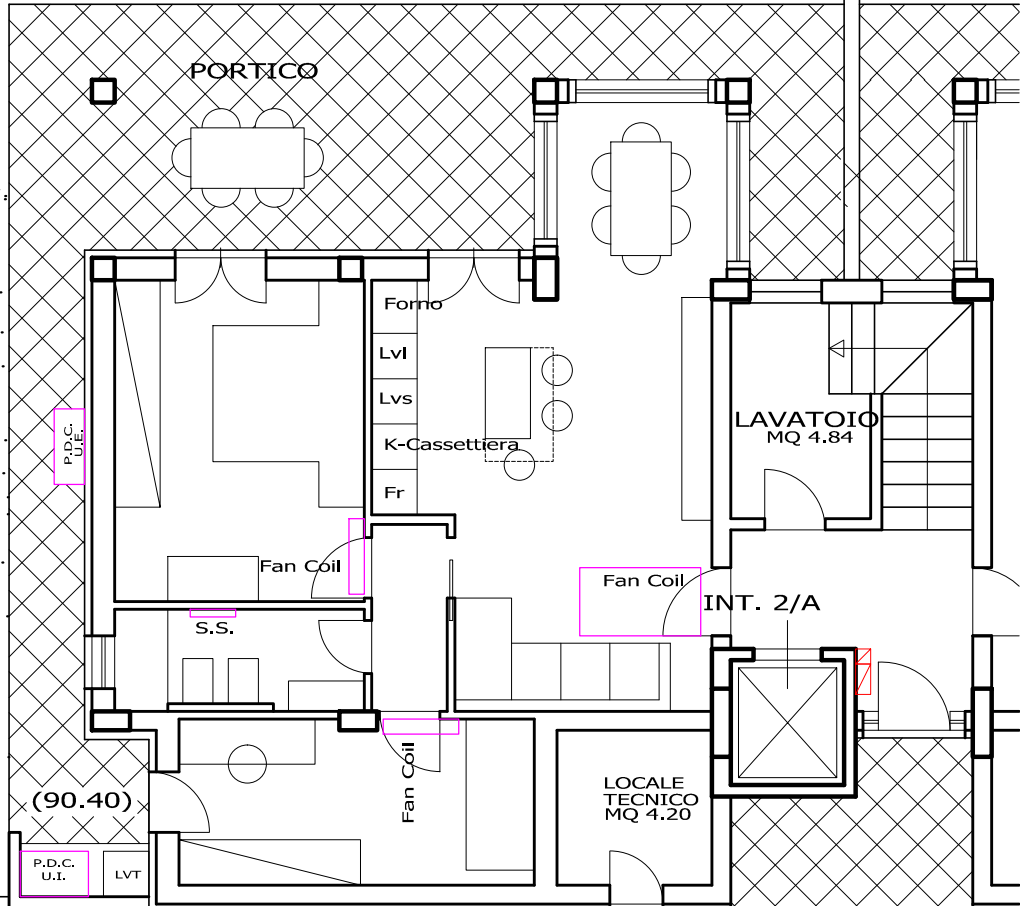 PORTICO
Forno
Lvl
Lvs
K-Cassettiera
Fr
LAVATOIO
MQ 4.84
P.D.C.
U.E.
Fan Coil
Fan Coil
INT. 2/A
S.S.
Fan Coil
(90.40)
LOCALE
TECNICO
MQ 4.20
P.D.C.
U.I.
LVT